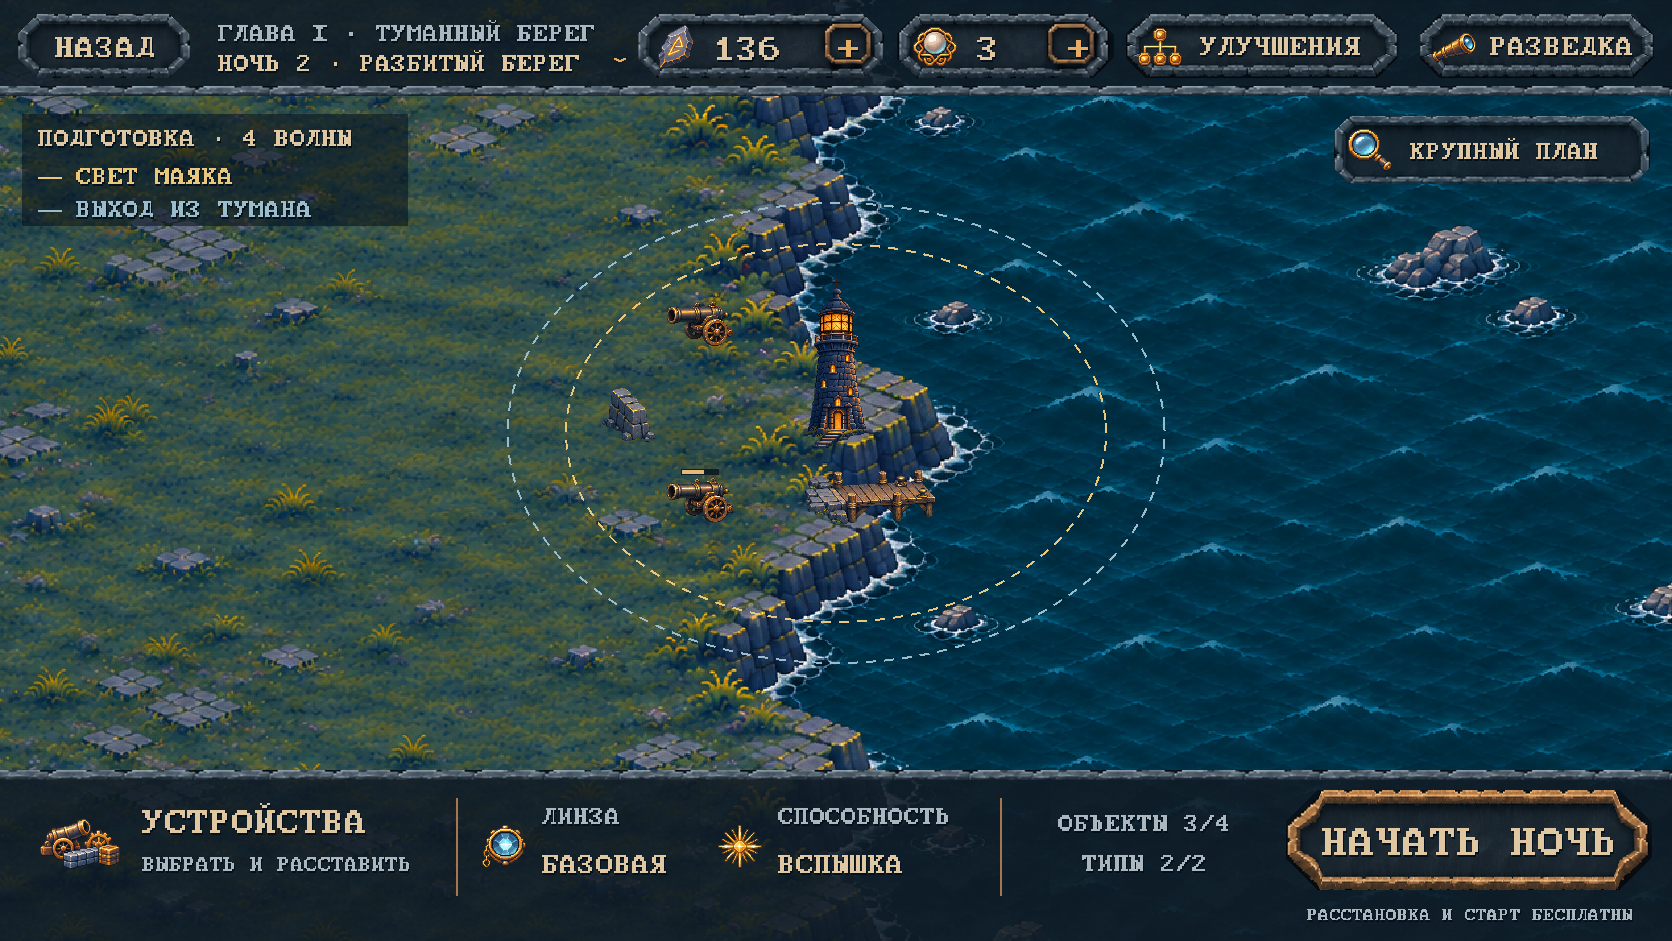 НАЗАД
ГЛАВА I · ТУМАННЫЙ БЕРЕГ
НОЧЬ 2 · РАЗБИТЫЙ БЕРЕГ
136 +
3 +
УЛУЧШЕНИЯ
РАЗВЕДКА
ПОДГОТОВКА · 4 ВОЛНЫ
— СВЕТ МАЯКА
— ВЫХОД ИЗ ТУМАНА
КРУПНЫЙ ПЛАН
УСТРОЙСТВА
ВЫБРАТЬ И РАССТАВИТЬ
ЛИНЗА
БАЗОВАЯ
СПОСОБНОСТЬ
ВСПЫШКА
ОБЪЕКТЫ 3/4
ТИПЫ 2/2
НАЧАТЬ НОЧЬ
РАССТАНОВКА И СТАРТ БЕСПЛАТНЫ